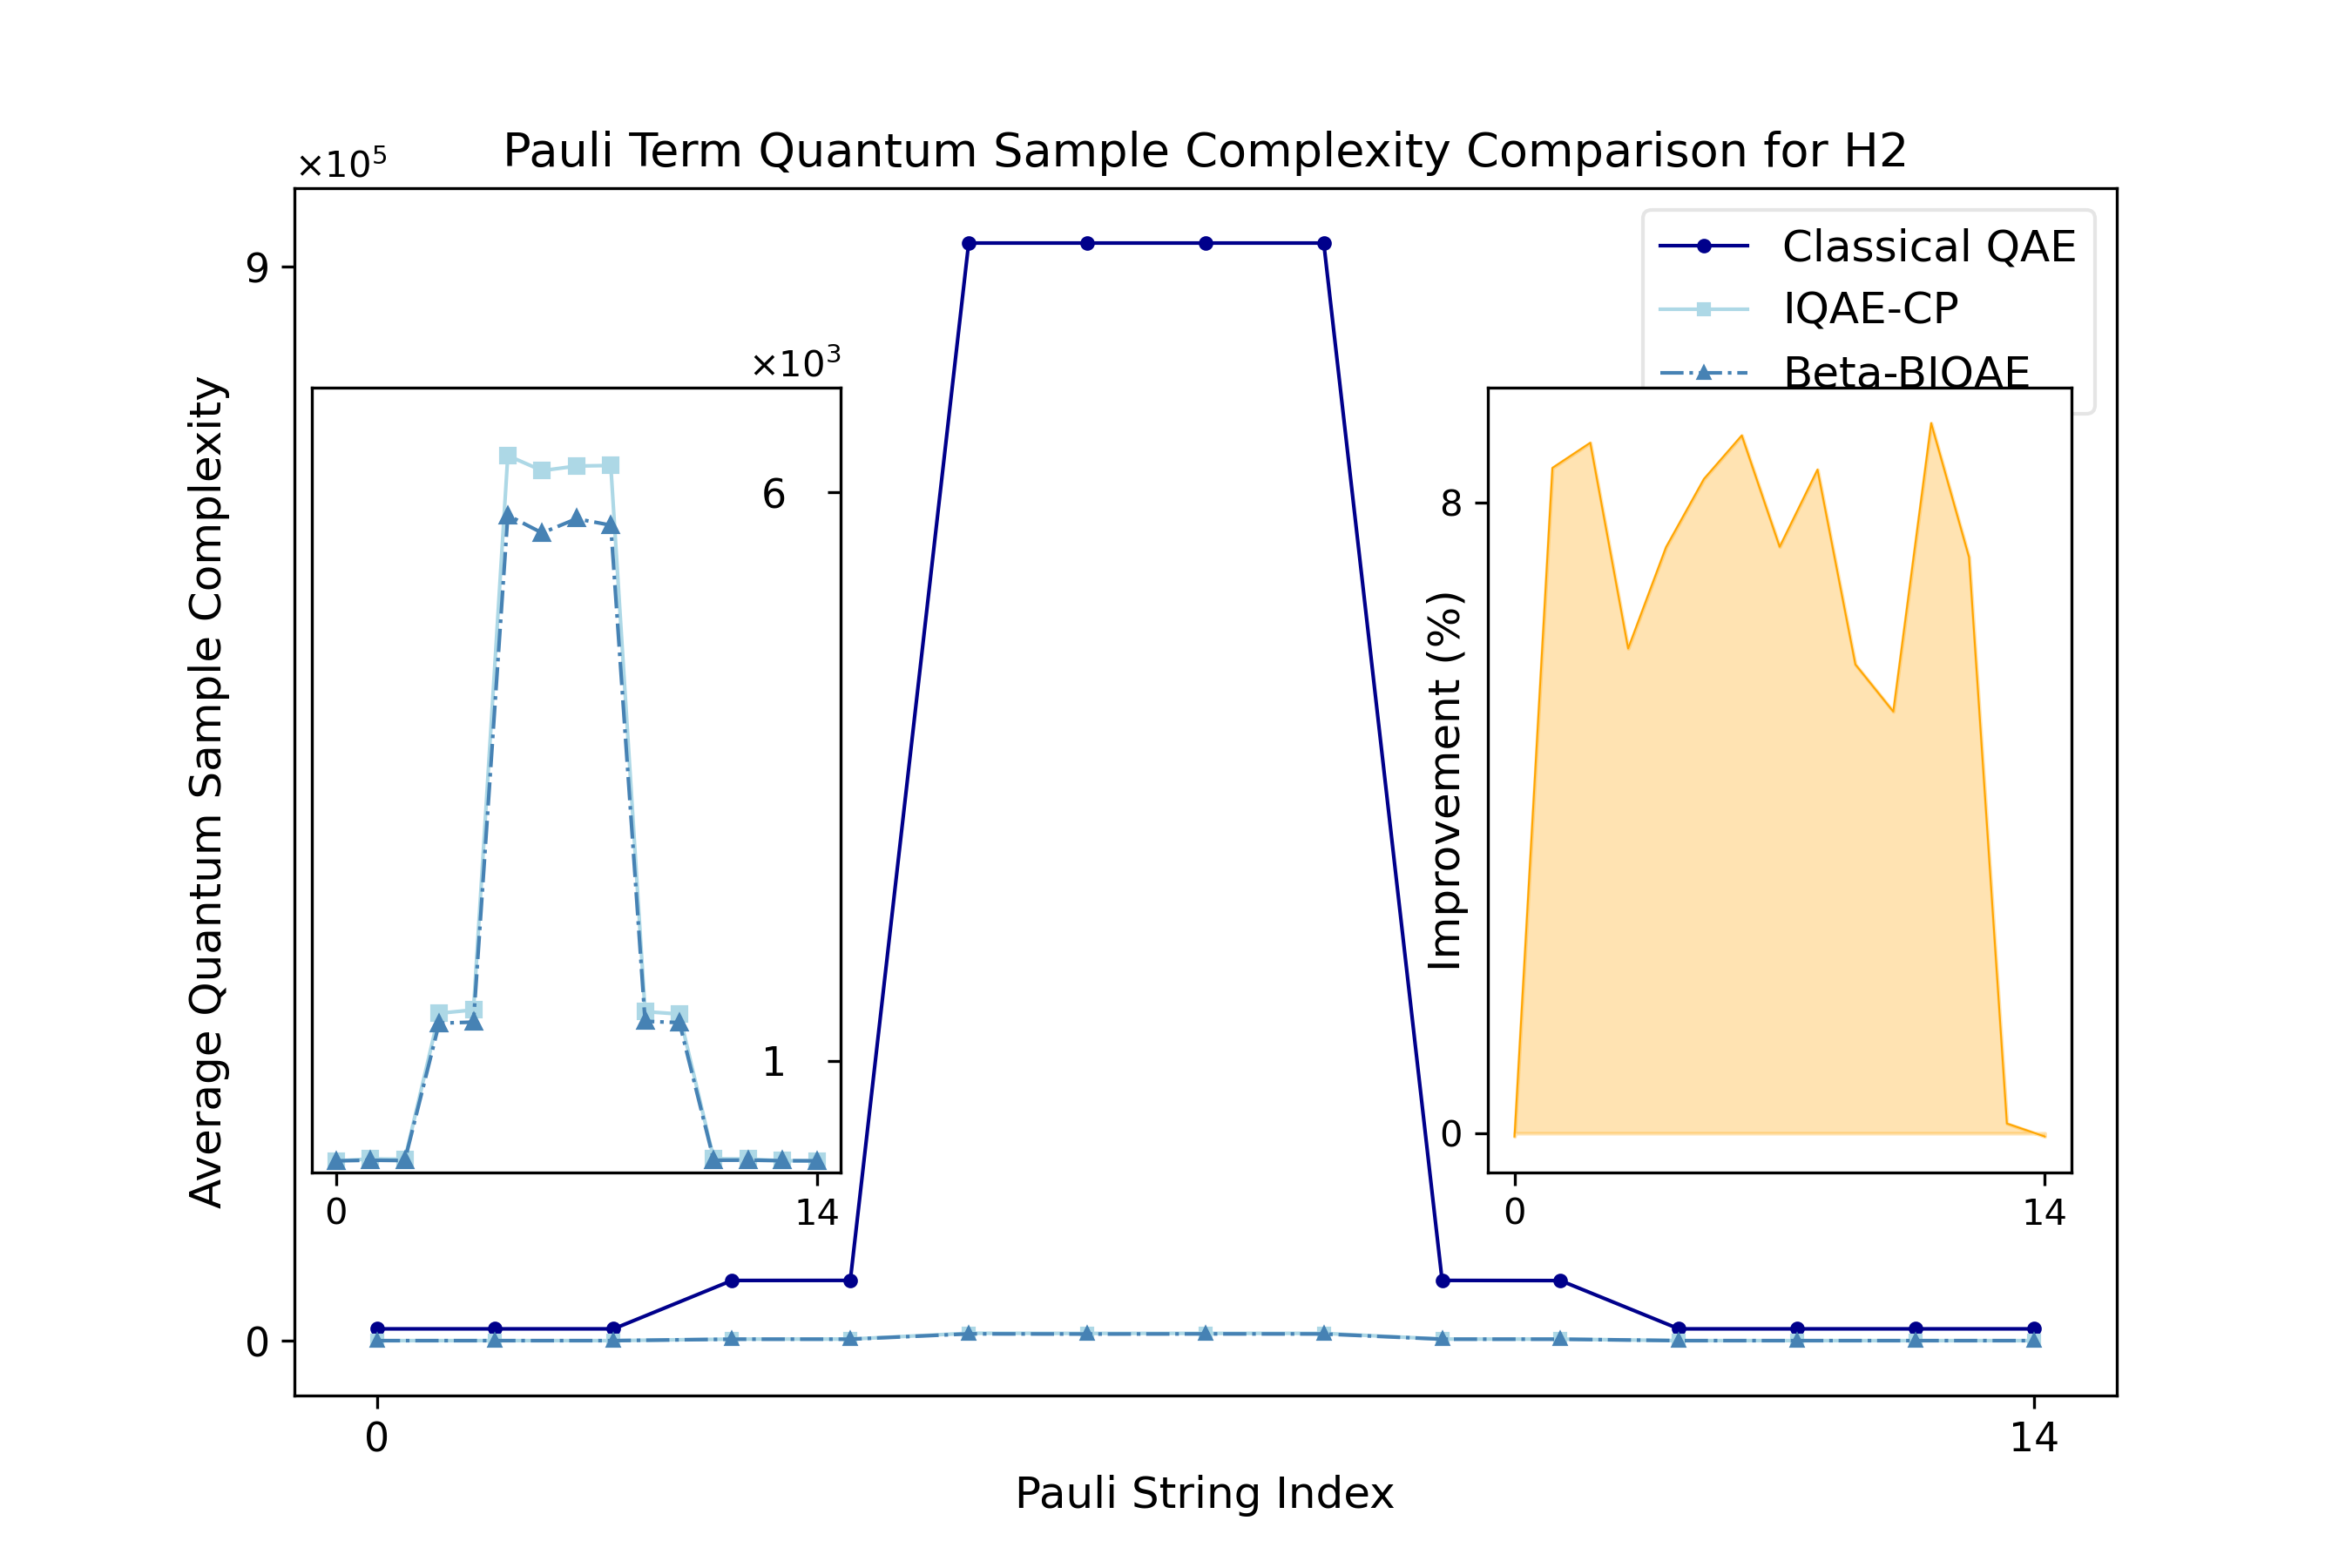 Pauli Term Quantum Sample Complexity Comparison for H2
×10⁵
9
0
Average Quantum Sample Complexity
0
14
Pauli String Index
Classical QAE
IQAE-CP
Beta-BIQAE
×10³
6
1
0
14
Improvement (%)
8
0
0
14